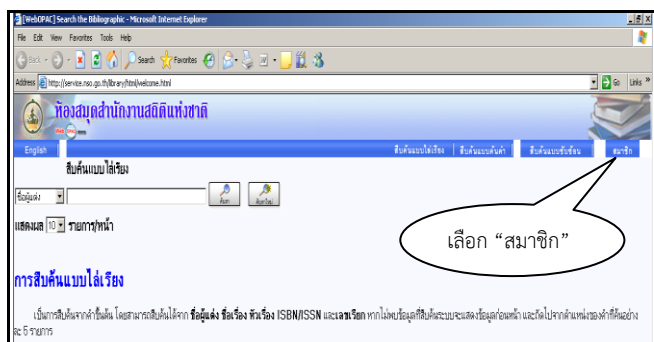 [WebOPAC] Search the Bibliographic - Microsoft Internet Explorer
File Edit View Favorites Tools Help
Back Search Favorites
Address http://service.nso.go.th/library/html/welcome.html Go Links »
ห้องสมุดสำนักงานสถิติแห่งชาติ
English สืบค้นแบบไล่เรียง สืบค้นแบบค้นคำ สืบค้นแบบซับซ้อน สมาชิก
สืบค้นแบบไล่เรียง
ชื่อผู้แต่ง ค้นหา ค้นหาใหม่
แสดงผล 10 รายการ/หน้า
เลือก “สมาชิก”
การสืบค้นแบบไล่เรียง
เป็นการสืบค้นจากคำขึ้นต้น โดยสามารถสืบค้นได้จาก ชื่อผู้แต่ง ชื่อเรื่อง หัวเรื่อง ISBN/ISSN และเลขเรียก หากไม่พบข้อมูลที่สืบค้นระบบจะแสดงข้อมูลก่อนหน้า และถัดไปจากตำแหน่งของคำที่ค้นอย่าง
ละ 5 รายการ